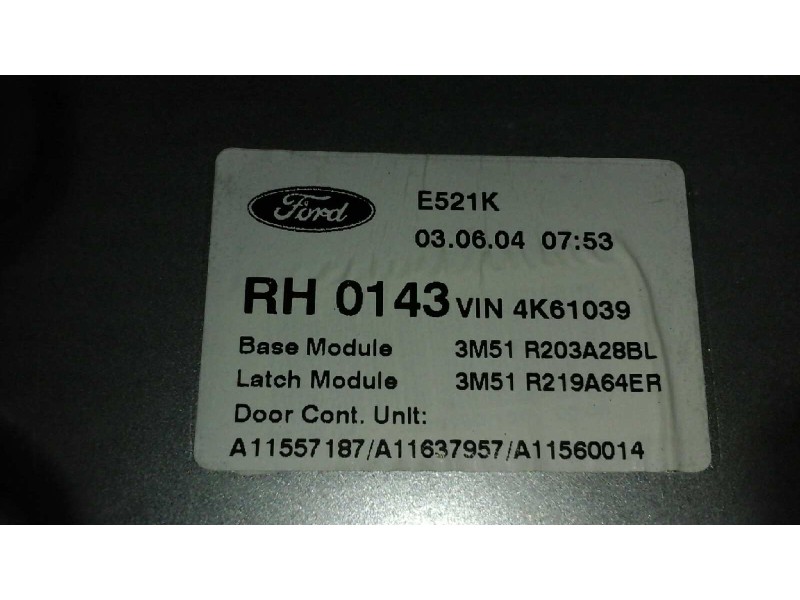 Ford
E521K
03.06.04 07:53
RH 0143 VIN 4K61039
Base Module 3M51 R203A28BL
Latch Module 3M51 R219A64ER
Door Cont. Unit:
A11557187/A11637957/A11560014